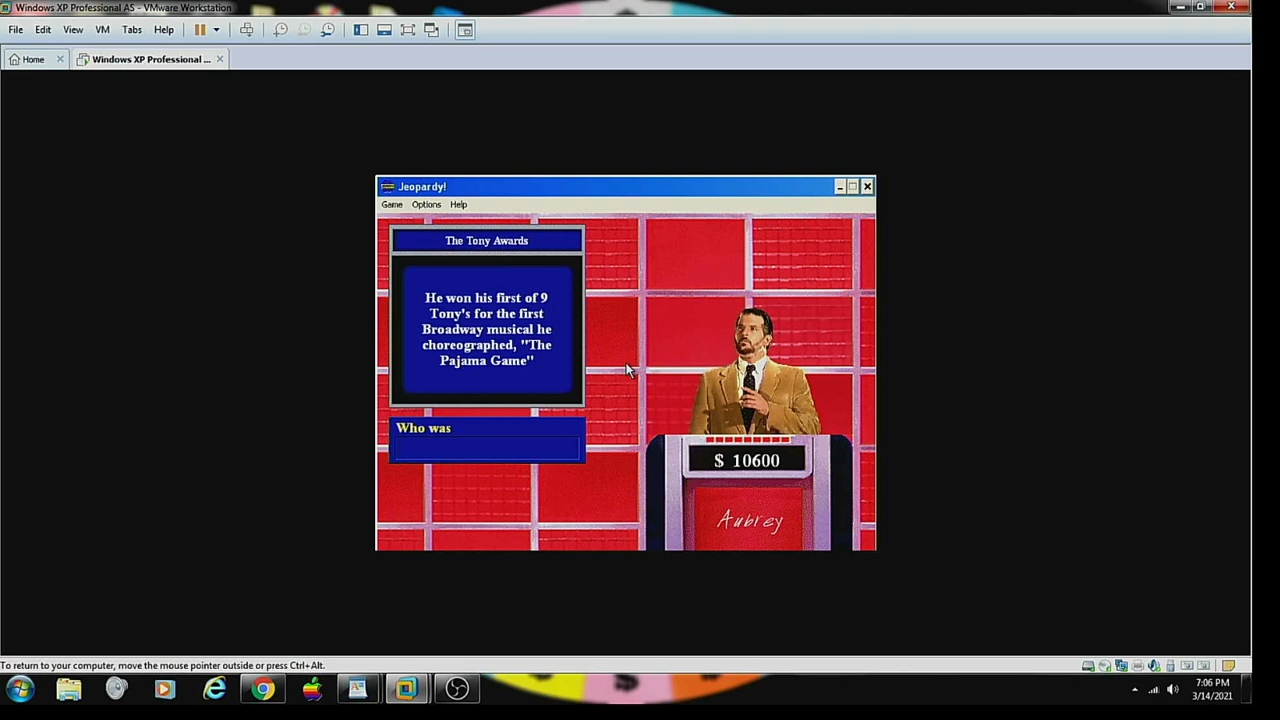 Windows XP Professional AS - VMware Workstation
File Edit View VM Tabs Help
Home
Windows XP Professional ...
Jeopardy!
Game Options Help
The Tony Awards
He won his first of 9
Tony's for the first
Broadway musical he
choreographed, "The
Pajama Game"
Who was
$ 10600
Aubrey
To return to your computer, move the mouse pointer outside or press Ctrl+Alt.
7:06 PM
3/14/2021